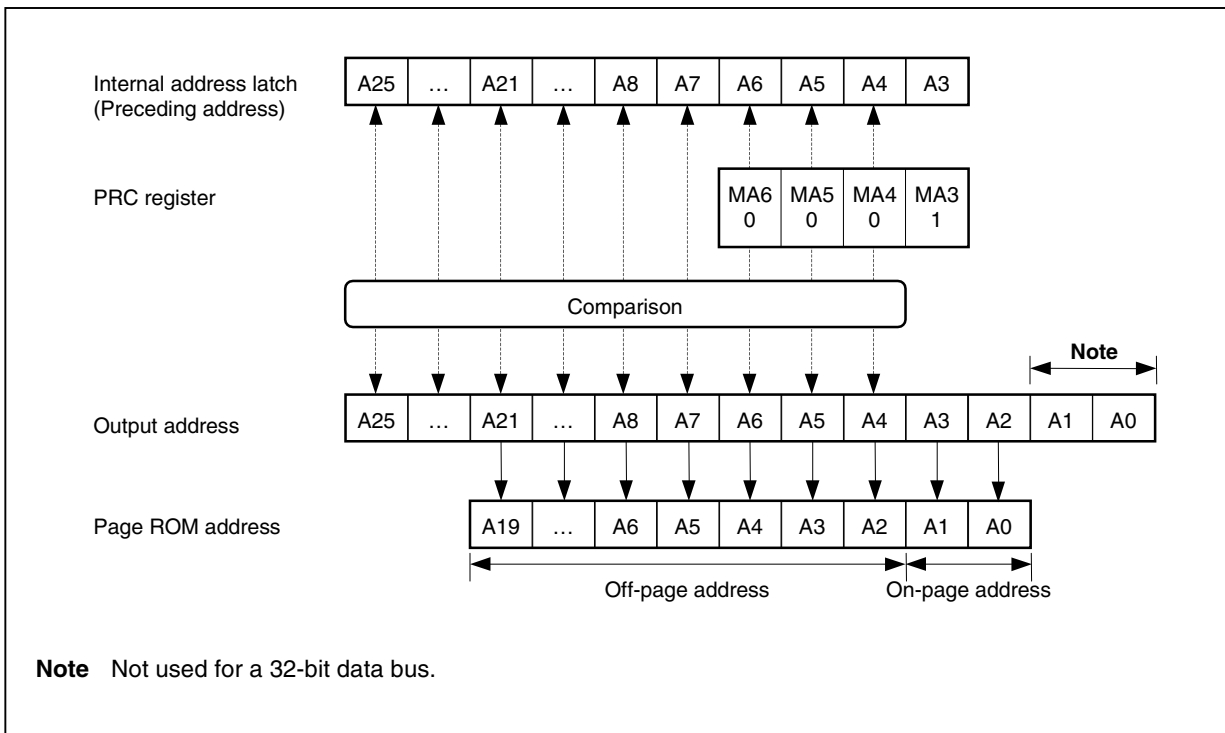 Internal address latch
(Preceding address)
A25 … A21 … A8 A7 A6 A5 A4 A3
PRC register
MA6 MA5 MA4 MA3
0 0 0 1
Comparison
Note
Output address
A25 … A21 … A8 A7 A6 A5 A4 A3 A2 A1 A0
Page ROM address
A19 … A6 A5 A4 A3 A2 A1 A0
Off-page address On-page address
Note Not used for a 32-bit data bus.